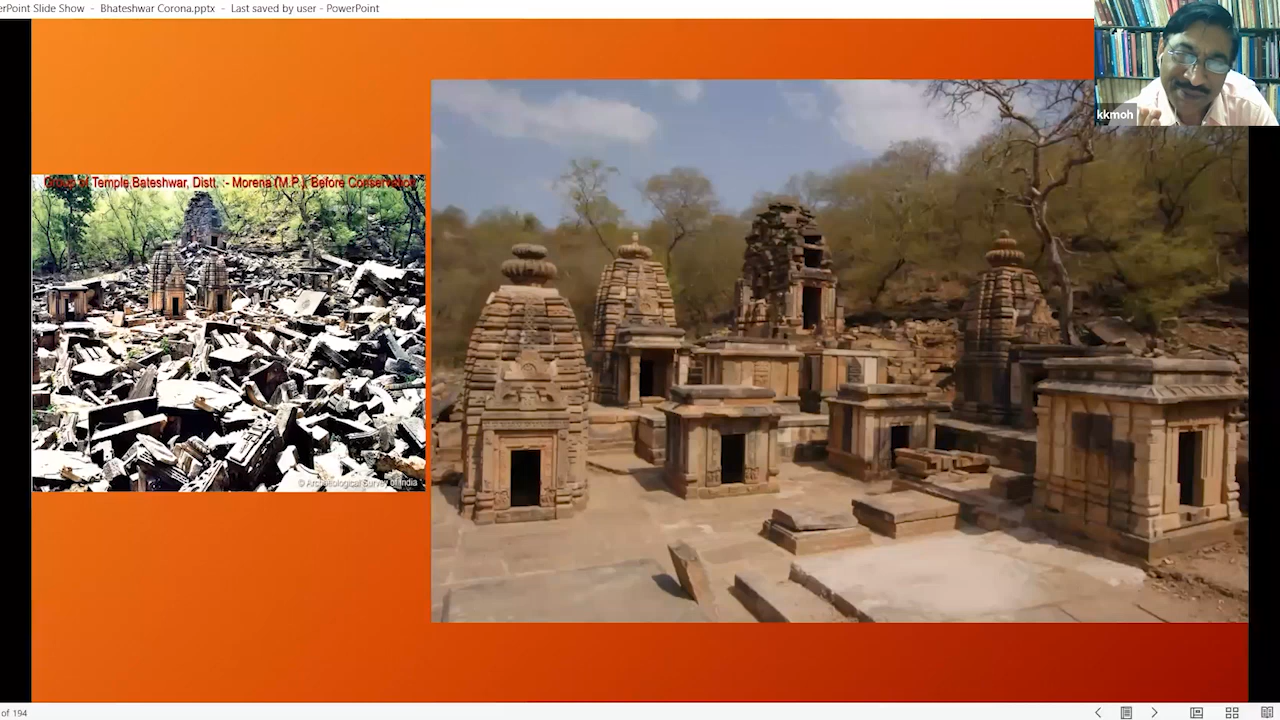 erPoint Slide Show - Bhateshwar Corona.pptx - Last saved by user - PowerPoint
kkmoh
Group of Temple,Bateshwar, Distt. :- Morena (M.P.) Before Conservation
© Archaeological Survey of India
of 194